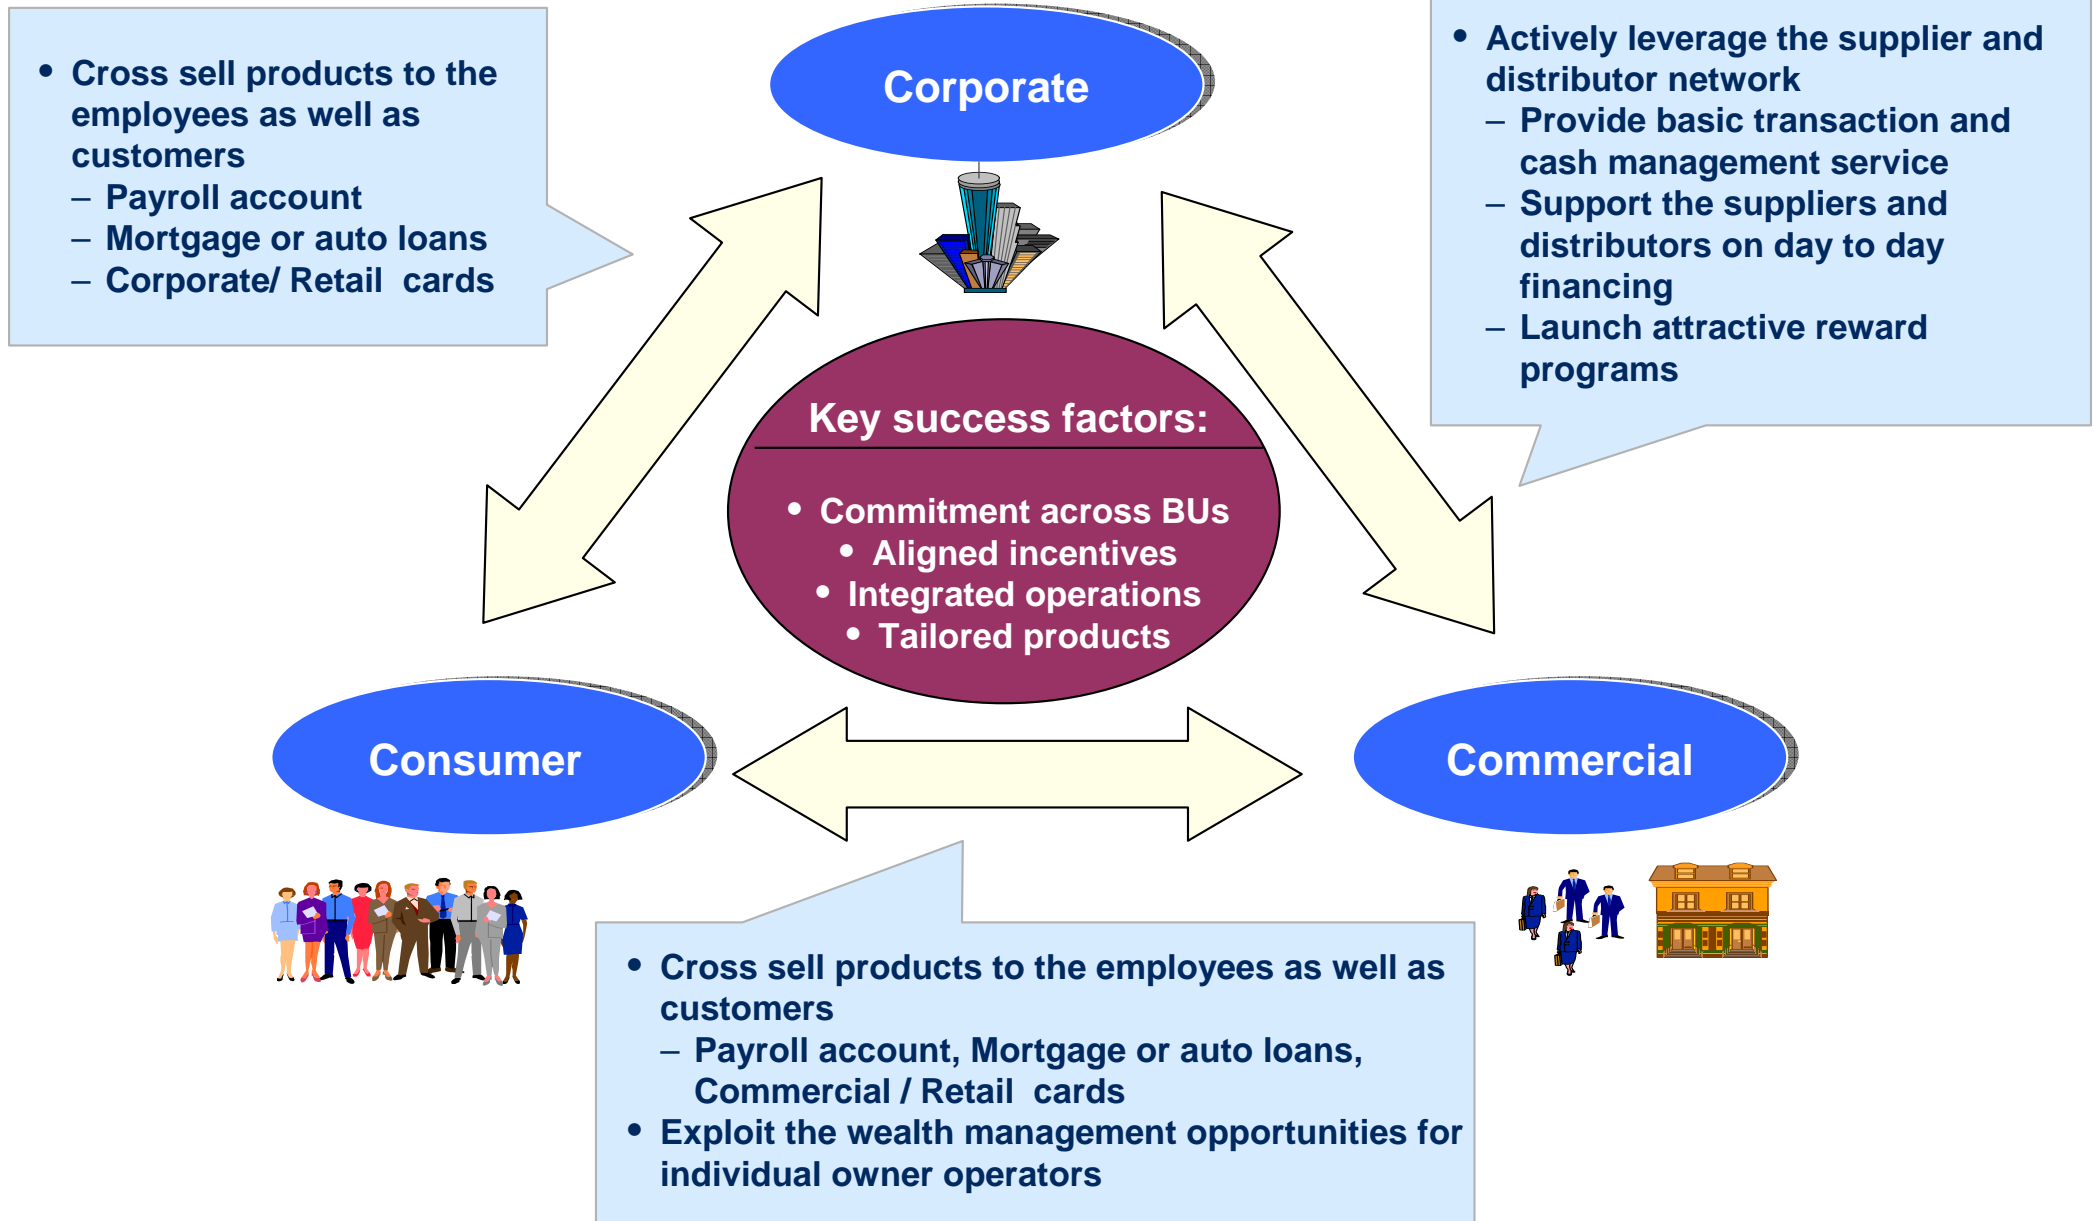 • Cross sell products to the
employees as well as
customers
– Payroll account
– Mortgage or auto loans
– Corporate/ Retail  cards
Corporate
• Actively leverage the supplier and
distributor network
– Provide basic transaction and
cash management service
– Support the suppliers and
distributors on day to day
financing
– Launch attractive reward
programs
Key success factors:
• Commitment across BUs
• Aligned incentives
• Integrated operations
• Tailored products
Consumer
Commercial
• Cross sell products to the employees as well as
customers
– Payroll account, Mortgage or auto loans,
Commercial / Retail  cards
• Exploit the wealth management opportunities for
individual owner operators